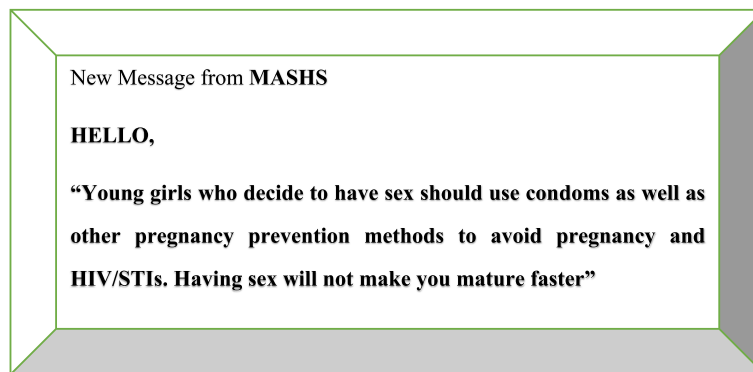 New Message from MASHS
HELLO,
“Young girls who decide to have sex should use condoms as well as
other pregnancy prevention methods to avoid pregnancy and
HIV/STIs. Having sex will not make you mature faster”